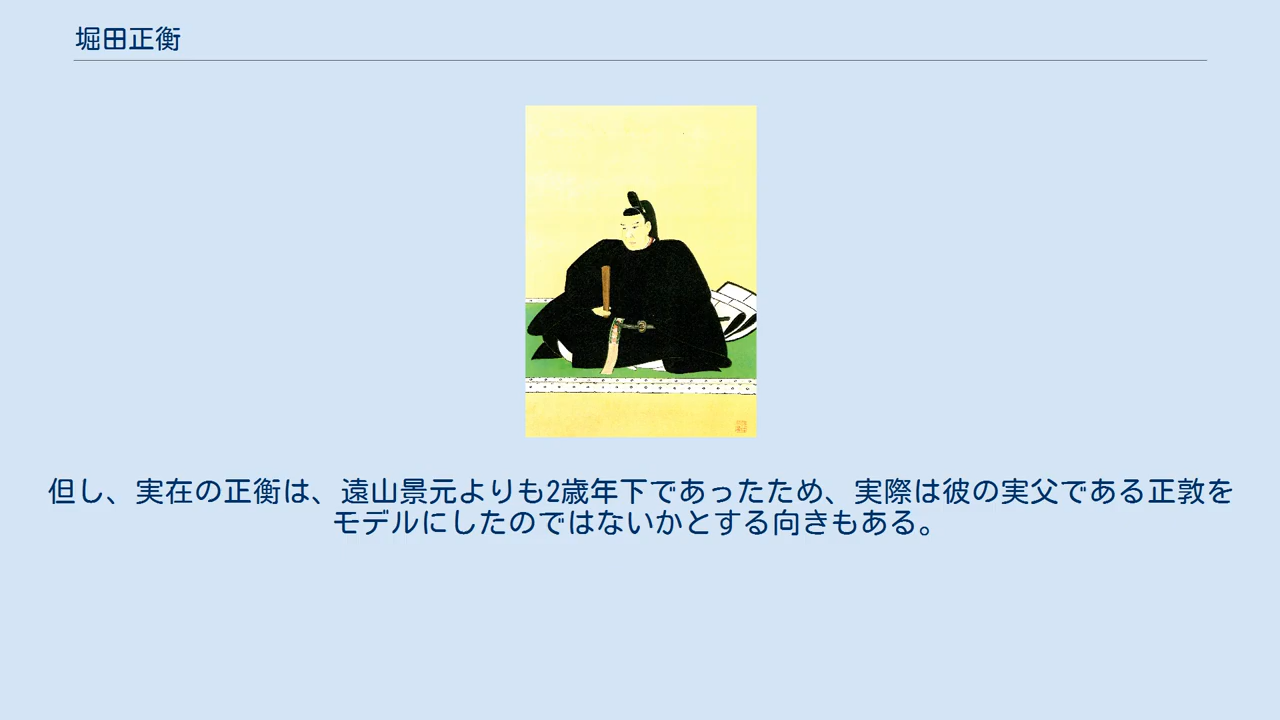 堀田正衡
但し、実在の正衡は、遠山景元よりも2歳年下であったため、実際は彼の実父である正敦を
モデルにしたのではないかとする向きもある。